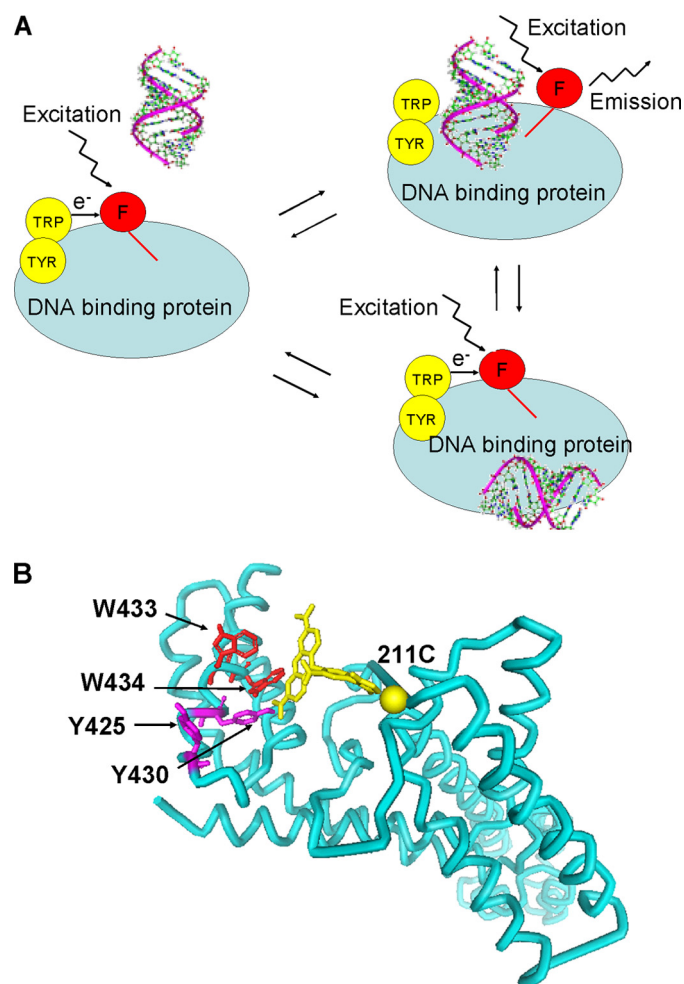 A
Excitation
TRP
e-
F
TYR
DNA binding protein
Excitation
TRP
F
Emission
TYR
DNA binding protein
Excitation
TRP
e-
F
TYR
DNA binding protein
B
W433
211C
W434
Y425
Y430